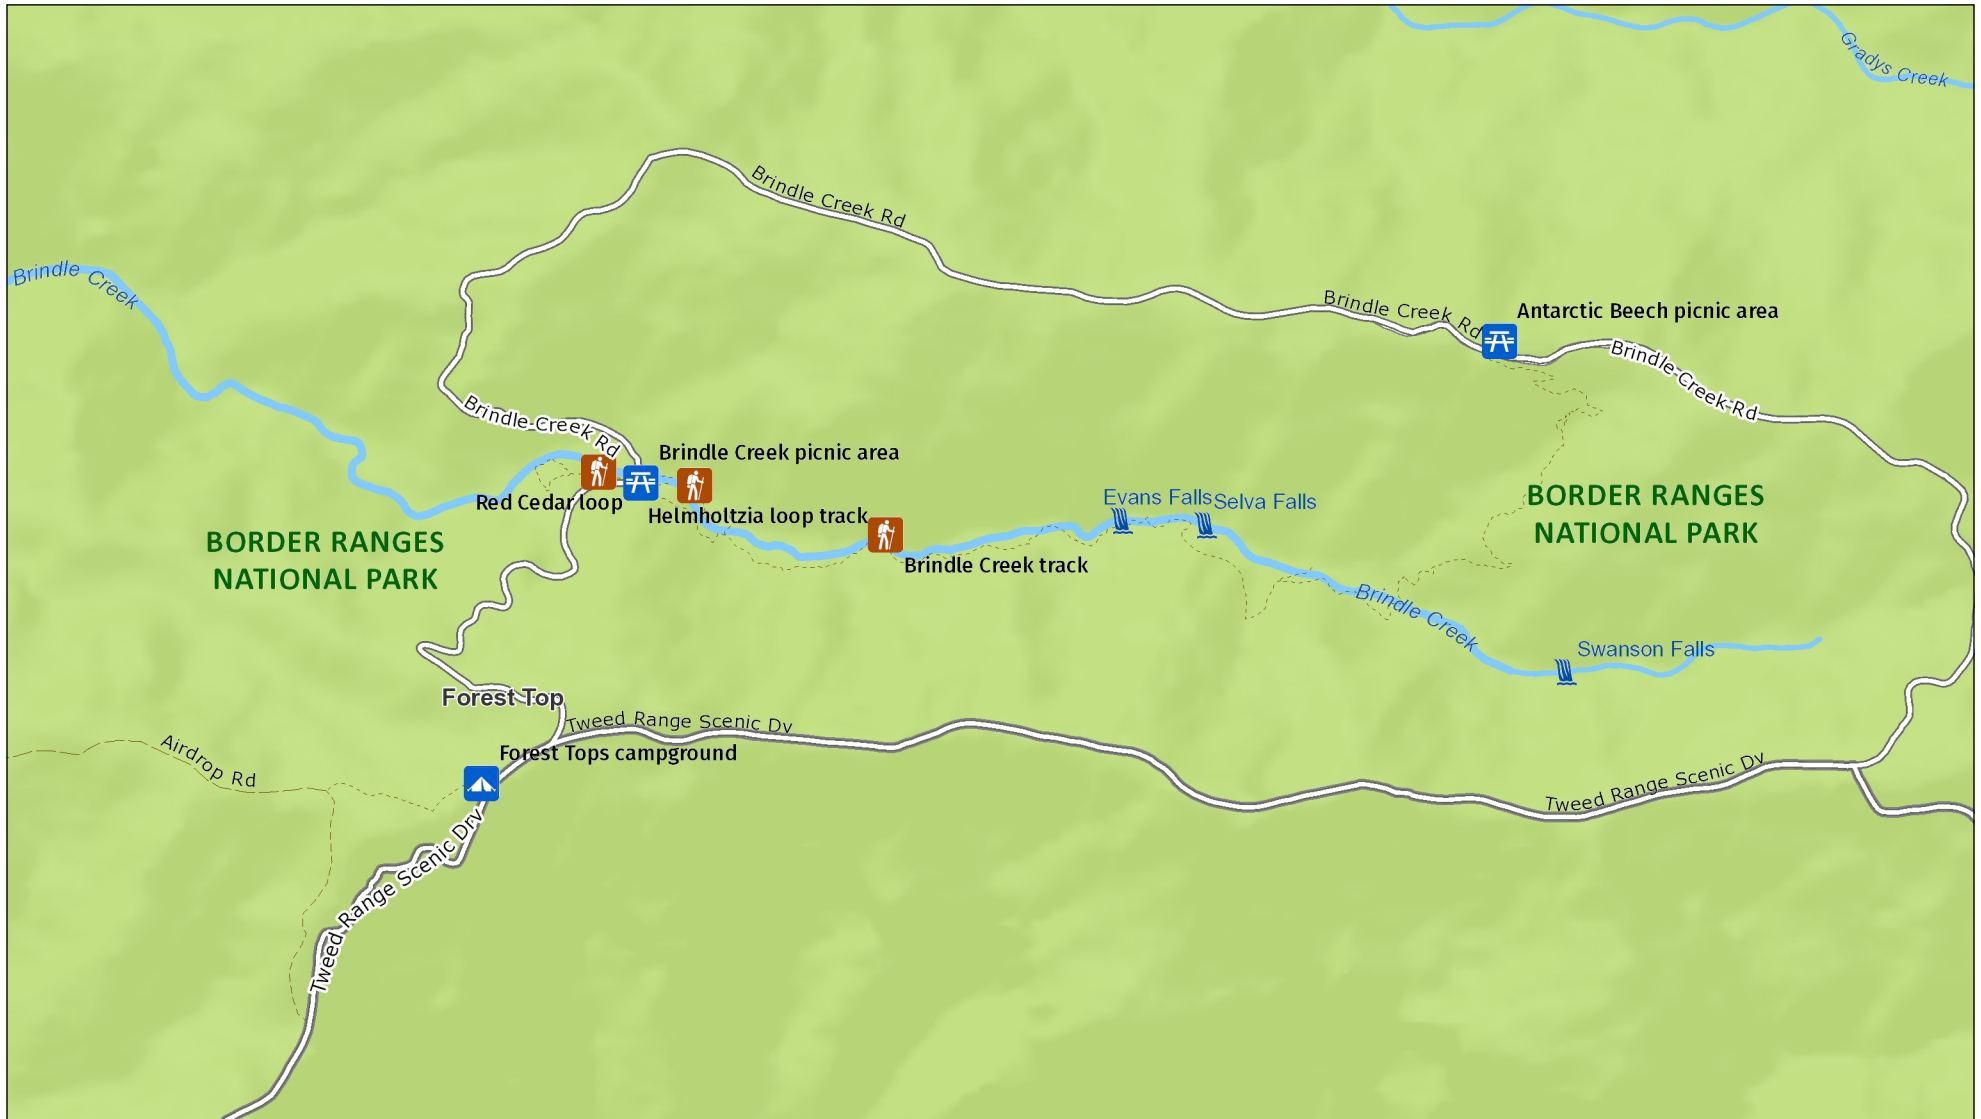 Gradys Creek
Brindle Creek Rd
Brindle Creek
Brindle Creek Rd
Antarctic Beech picnic area
Brindle Creek Rd
Brindle Creek Rd
Brindle Creek picnic area
Red Cedar loop
Helmholtzia loop track
Evans Falls
Selva Falls
BORDER RANGES
NATIONAL PARK
BORDER RANGES
NATIONAL PARK
Brindle Creek track
Brindle Creek
Swanson Falls
Forest Top
Tweed Range Scenic Dv
Airdrop Rd
Forest Tops campground
Tweed Range Scenic Dv
Tweed Range Scenic Drv